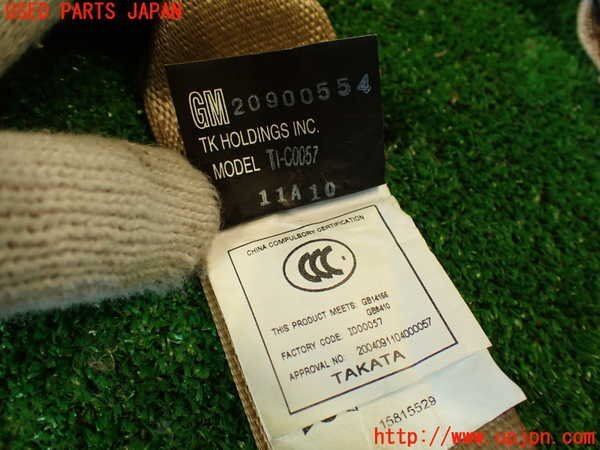 USED PARTS JAPAN
GM 20900554
TK HOLDINGS INC.
MODEL TI-C0057
11A10
CHINA COMPULSORY CERTIFICATION
CCC
THIS PRODUCT MEETS: GB14166
GB8410
FACTORY CODE: ID00057
APPROVAL NO: 2004091104000057
TAKATA
15815529
http://www.upjpn.com/